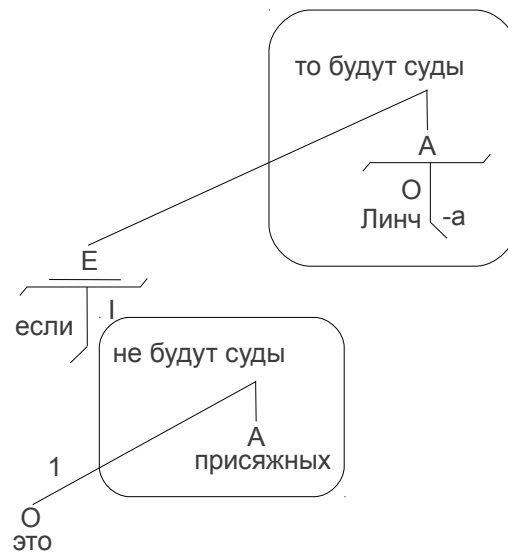 то будут суды
A
O
Линч -а
E
I
если
не будут суды
A
присяжных
1
O
это